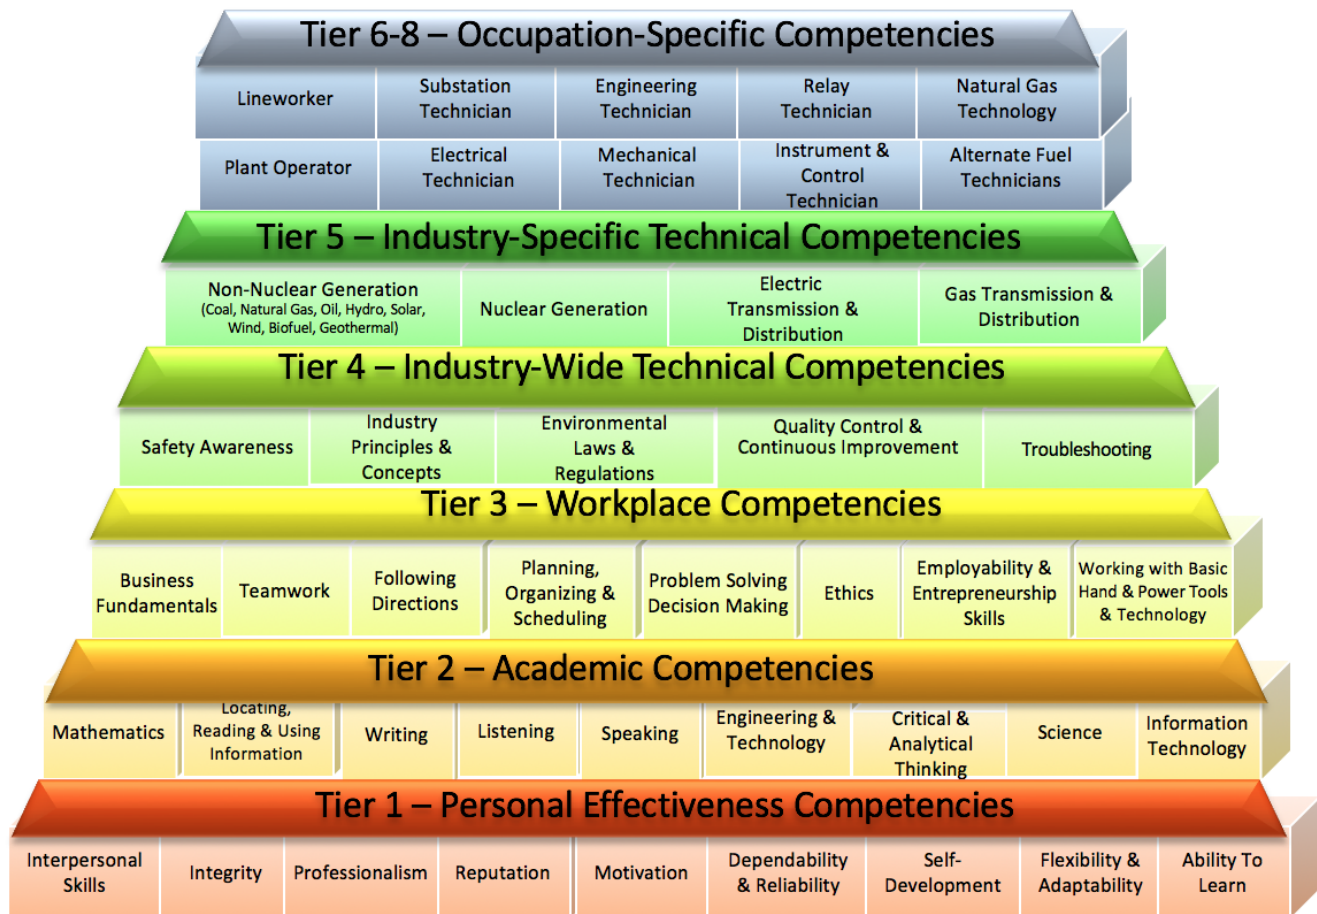 Tier 6-8 – Occupation-Specific Competencies
Lineworker
Substation
Technician
Engineering
Technician
Relay
Technician
Natural Gas
Technology
Plant Operator
Electrical
Technician
Mechanical
Technician
Instrument &
Control
Technician
Alternate Fuel
Technicians
Tier 5 – Industry-Specific Technical Competencies
Non-Nuclear Generation
(Coal, Natural Gas, Oil, Hydro, Solar,
Wind, Biofuel, Geothermal)
Nuclear Generation
Electric
Transmission &
Distribution
Gas Transmission &
Distribution
Tier 4 – Industry-Wide Technical Competencies
Safety Awareness
Industry
Principles &
Concepts
Environmental
Laws &
Regulations
Quality Control &
Continuous Improvement
Troubleshooting
Tier 3 – Workplace Competencies
Business
Fundamentals
Teamwork
Following
Directions
Planning,
Organizing &
Scheduling
Problem Solving
Decision Making
Ethics
Employability &
Entrepreneurship
Skills
Working with Basic
Hand & Power Tools
& Technology
Tier 2 – Academic Competencies
Mathematics
Locating,
Reading & Using
Information
Writing
Listening
Speaking
Engineering &
Technology
Critical &
Analytical
Thinking
Science
Information
Technology
Tier 1 – Personal Effectiveness Competencies
Interpersonal
Skills
Integrity
Professionalism
Reputation
Motivation
Dependability
& Reliability
Self-
Development
Flexibility &
Adaptability
Ability To
Learn